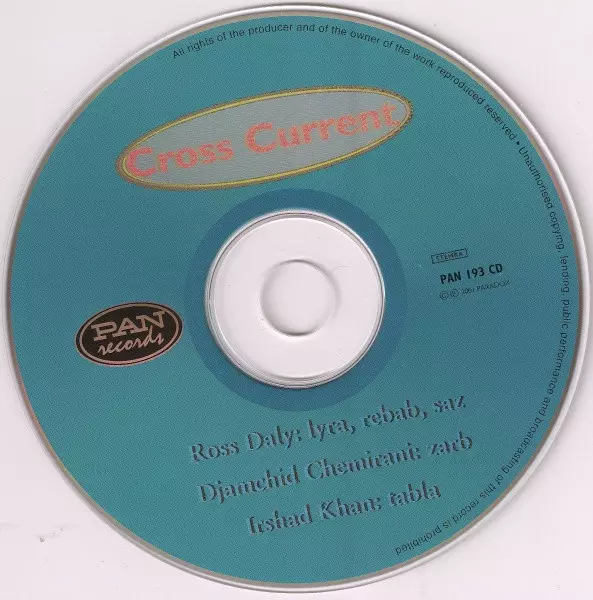 All rights of the producer and of the owner of the work reproduced reserved • Unauthorised copying, lending, public performance and broadcasting of this record is prohibited
Cross Current
STEMRA
PAN 193 CD
PAN
records
Ross Daly: lyra, rebab, saz
Djamchid Chemirani: zarb
Irshad Khan: tabla